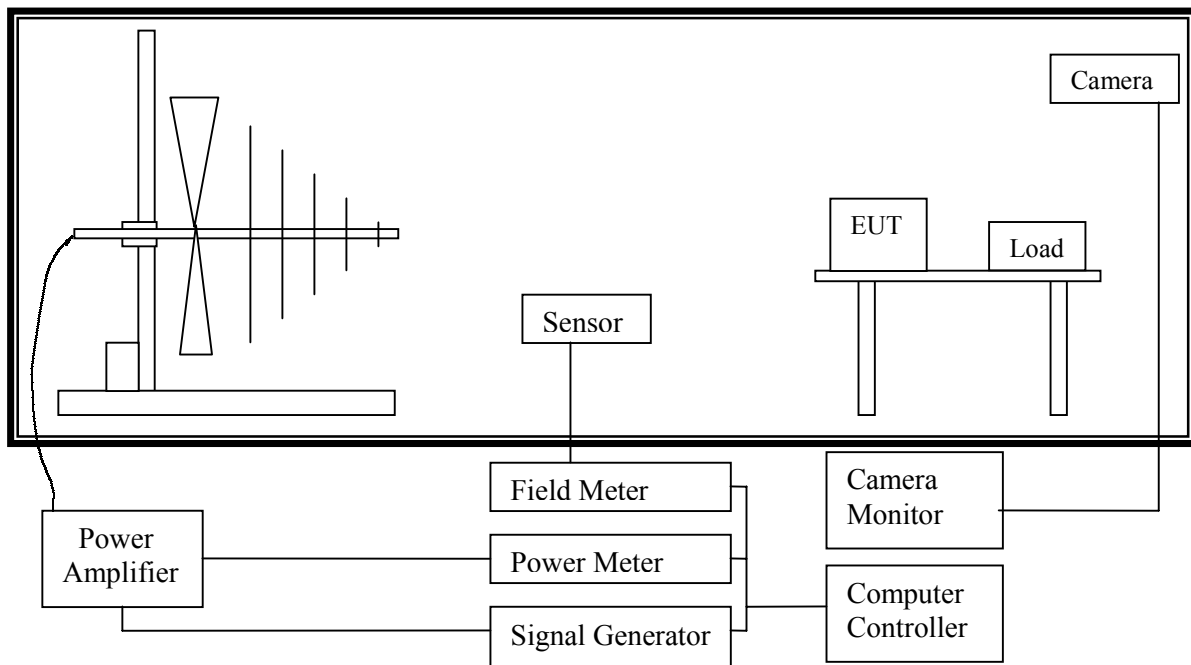 Camera
EUT
Load
Sensor
Field Meter
Camera
Monitor
Power
Amplifier
Power Meter
Computer
Controller
Signal Generator